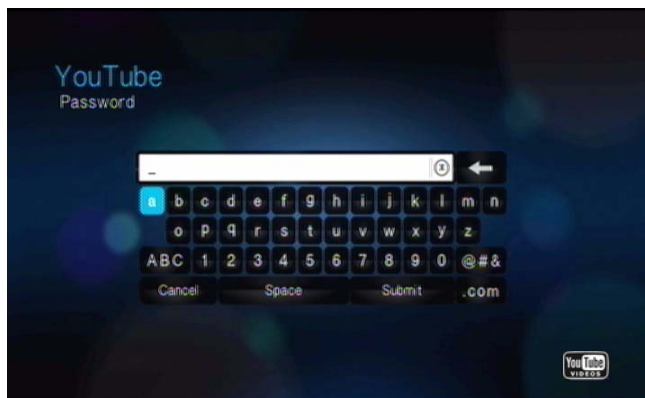 YouTube
Password
_
a b c d e f g h i j k l m n
o p q r s t u v w x y z
ABC 1 2 3 4 5 6 7 8 9 0 @#&
Cancel Space Submit .com
You Tube
VIDEOS